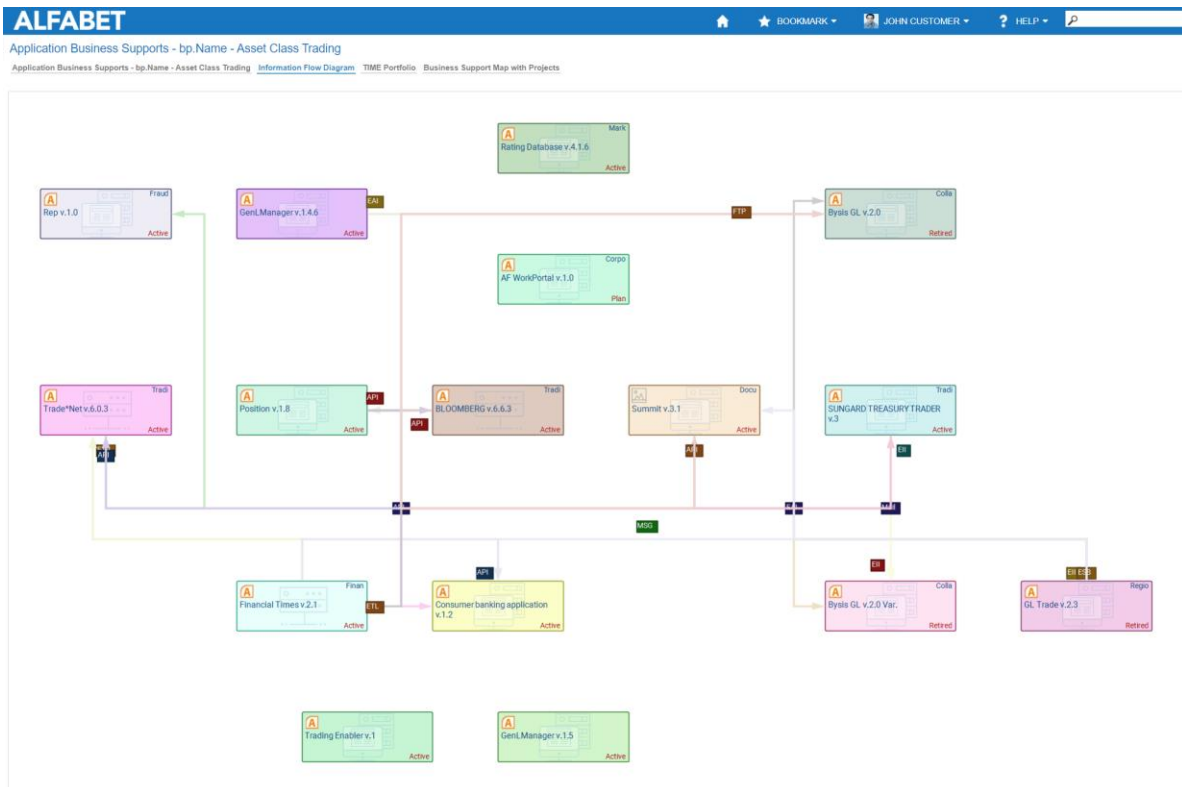 ALFABET
BOOKMARK
JOHN CUSTOMER
? HELP
Application Business Supports - bp.Name - Asset Class Trading
Application Business Supports - bp.Name - Asset Class Trading Information Flow Diagram TIME Portfolio Business Support Map with Projects
Mark
A
Rating Database v.4.1.6
Active
Fraud
A
Rep v.1.0
Active
A
GenLManager v.1.4.6
Active
EAI
FTP
Colla
A
Bysis GL v.2.0
Retired
Corpo
A
AF WorkPortal v.1.0
Plan
Tradi
A
Trade*Net v.6.0.3
Active
API
A
Position v.1.8
Active
API
API
Tradi
A
BLOOMBERG v.6.6.3
Active
Docu
Summit v.3.1
Active
API
Tradi
A
SUNGARD TREASURY TRADER
v.3
Active
EII
MSG
Finan
A
Financial Times v.2.1
Active
ETL
API
A
Consumer banking application
v.1.2
Active
EII
Colla
A
Bysis GL v.2.0 Var.
Retired
EII ESB
Regio
A
GL Trade v.2.3
Retired
A
Trading Enabler v.1
Active
A
GenLManager v.1.5
Active